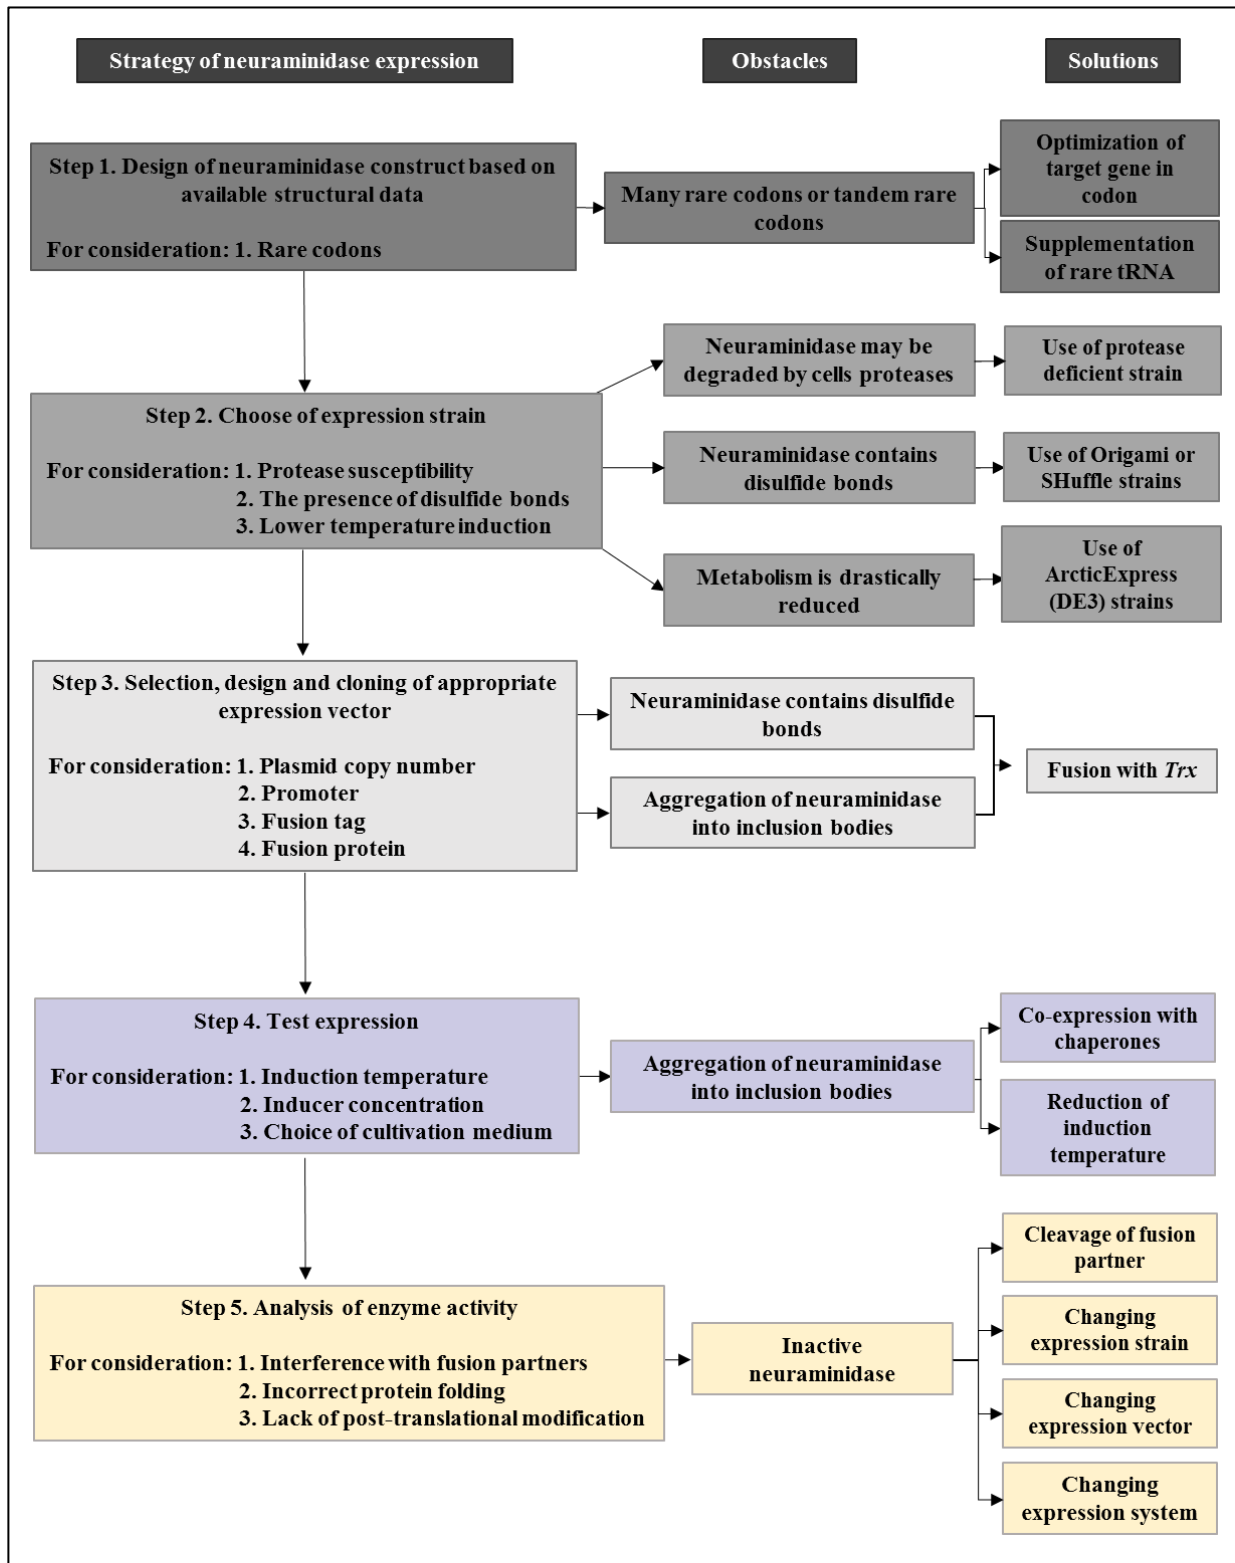 Strategy of neuraminidase expression
Obstacles
Solutions
Step 1. Design of neuraminidase construct based on
available structural data
For consideration: 1. Rare codons
Many rare codons or tandem rare
codons
Optimization of
target gene in
codon
Supplementation
of rare tRNA
Step 2. Choose of expression strain
For consideration: 1. Protease susceptibility
2. The presence of disulfide bonds
3. Lower temperature induction
Neuraminidase may be
degraded by cells proteases
Use of protease
deficient strain
Neuraminidase contains
disulfide bonds
Use of Origami or
SHuffle strains
Metabolism is drastically
reduced
Use of
ArcticExpress
(DE3) strains
Step 3. Selection, design and cloning of appropriate
expression vector
For consideration: 1. Plasmid copy number
2. Promoter
3. Fusion tag
4. Fusion protein
Neuraminidase contains disulfide
bonds
Aggregation of neuraminidase
into inclusion bodies
Fusion with Trx
Step 4. Test expression
For consideration: 1. Induction temperature
2. Inducer concentration
3. Choice of cultivation medium
Aggregation of neuraminidase
into inclusion bodies
Co-expression with
chaperones
Reduction of
induction
temperature
Step 5. Analysis of enzyme activity
For consideration: 1. Interference with fusion partners
2. Incorrect protein folding
3. Lack of post-translational modification
Inactive
neuraminidase
Cleavage of fusion
partner
Changing
expression strain
Changing
expression vector
Changing
expression system